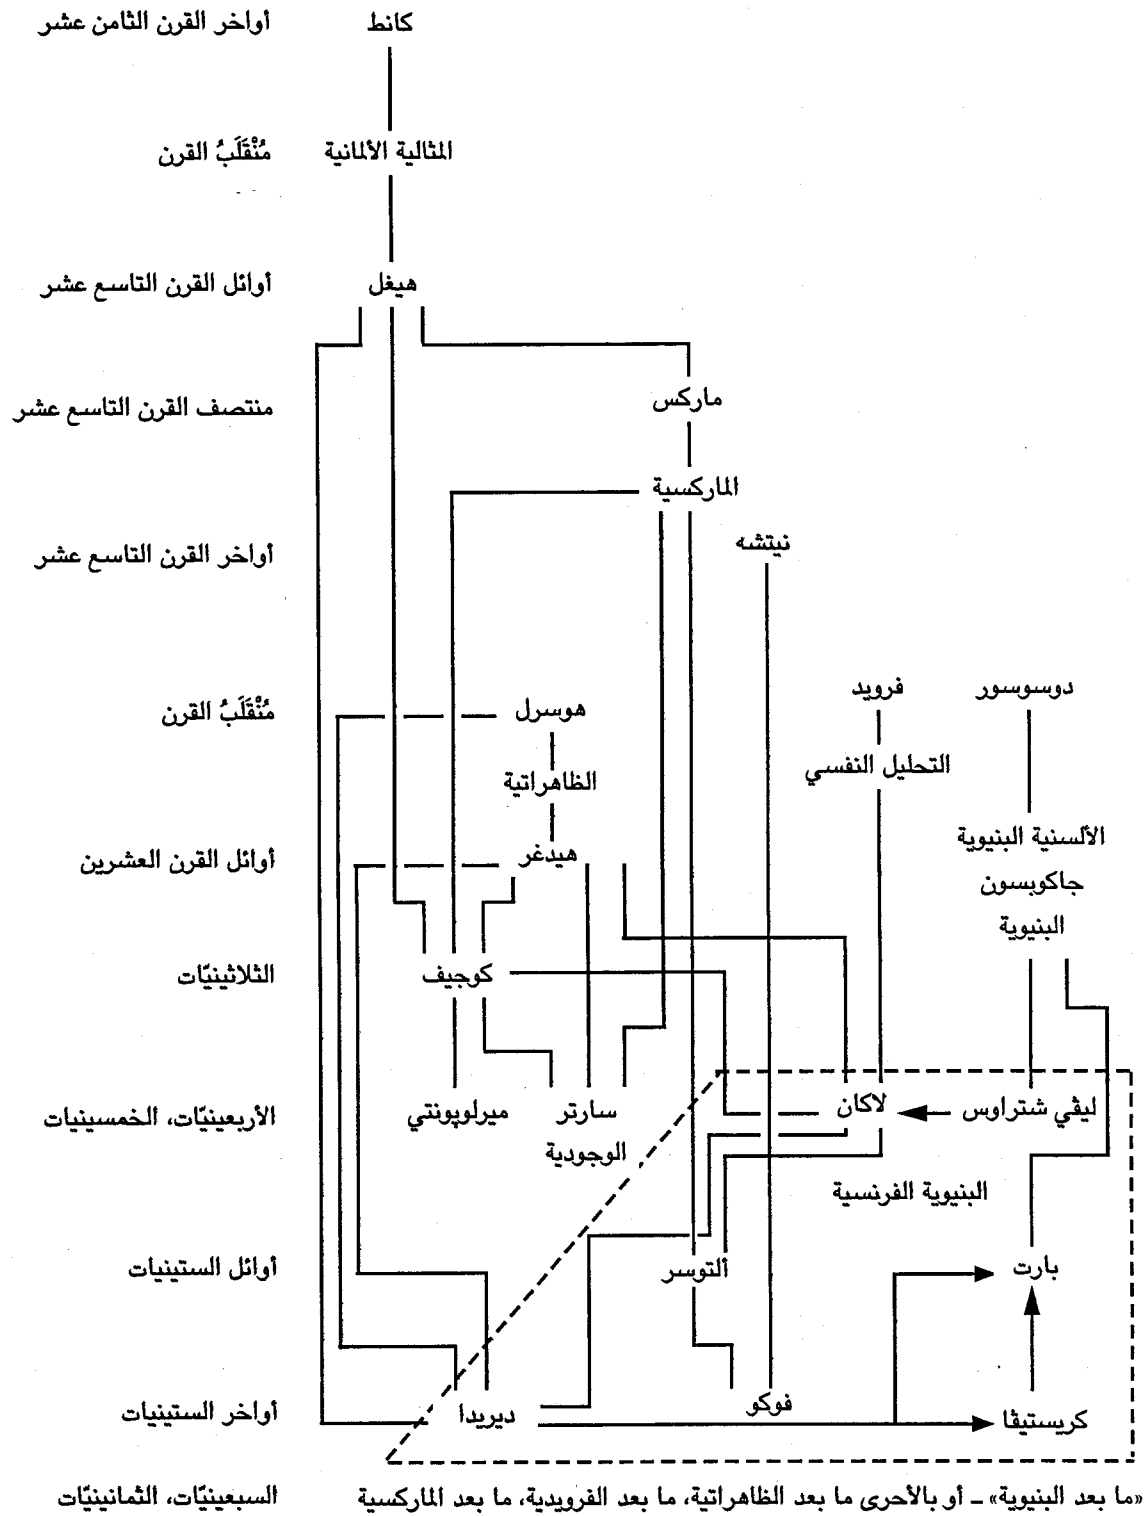 أواخر القرن الثامن عشر
كانط
مُنْقَلَبُ القرن
المثالية الألمانية
أوائل القرن التاسع عشر
هيغل
منتصف القرن التاسع عشر
ماركس
الماركسية
أواخر القرن التاسع عشر
نيتشه
مُنْقَلَبُ القرن
هوسرل
فرويد
دوسوسور
الظاهراتية
التحليل النفسي
أوائل القرن العشرين
هيدغر
الألسنية البنيوية
جاكوبسون
البنيوية
الثلاثينيّات
كوجيف
الأربعينيّات، الخمسينيات
ميرلوپونتي
سارتر
لاكان
ليڤي شتراوس
الوجودية
البنيوية الفرنسية
أوائل الستينيات
ألتوسر
بارت
أواخر الستينيات
ديريدا
فوكو
كريستيڤا
السبعينيّات، الثمانينيّات
«ما بعد البنيوية» ــ أو بالأحرى ما بعد الظاهراتية، ما بعد الفرويدية، ما بعد الماركسية